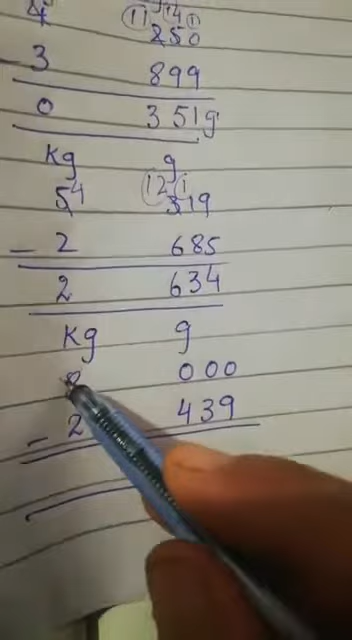 4 11 14 1
250
- 3 899
0 351g
kg g
5 4 12 1 319
- 2 685
2 634
kg g
000
- 2 439